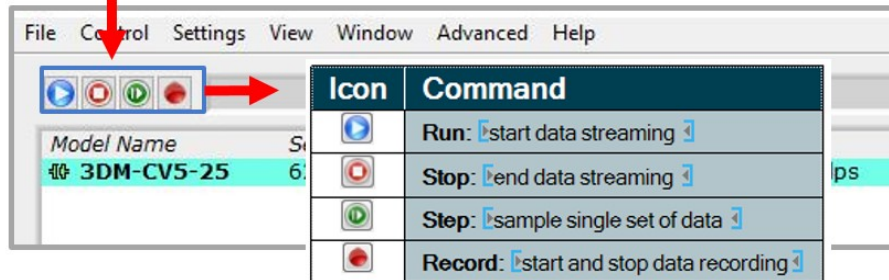 File Control Settings View Window Advanced Help
Icon Command
Model Name
Run: start data streaming
3DM-CV5-25 62
Stop: end data streaming
Step: sample single set of data
Record: start and stop data recording